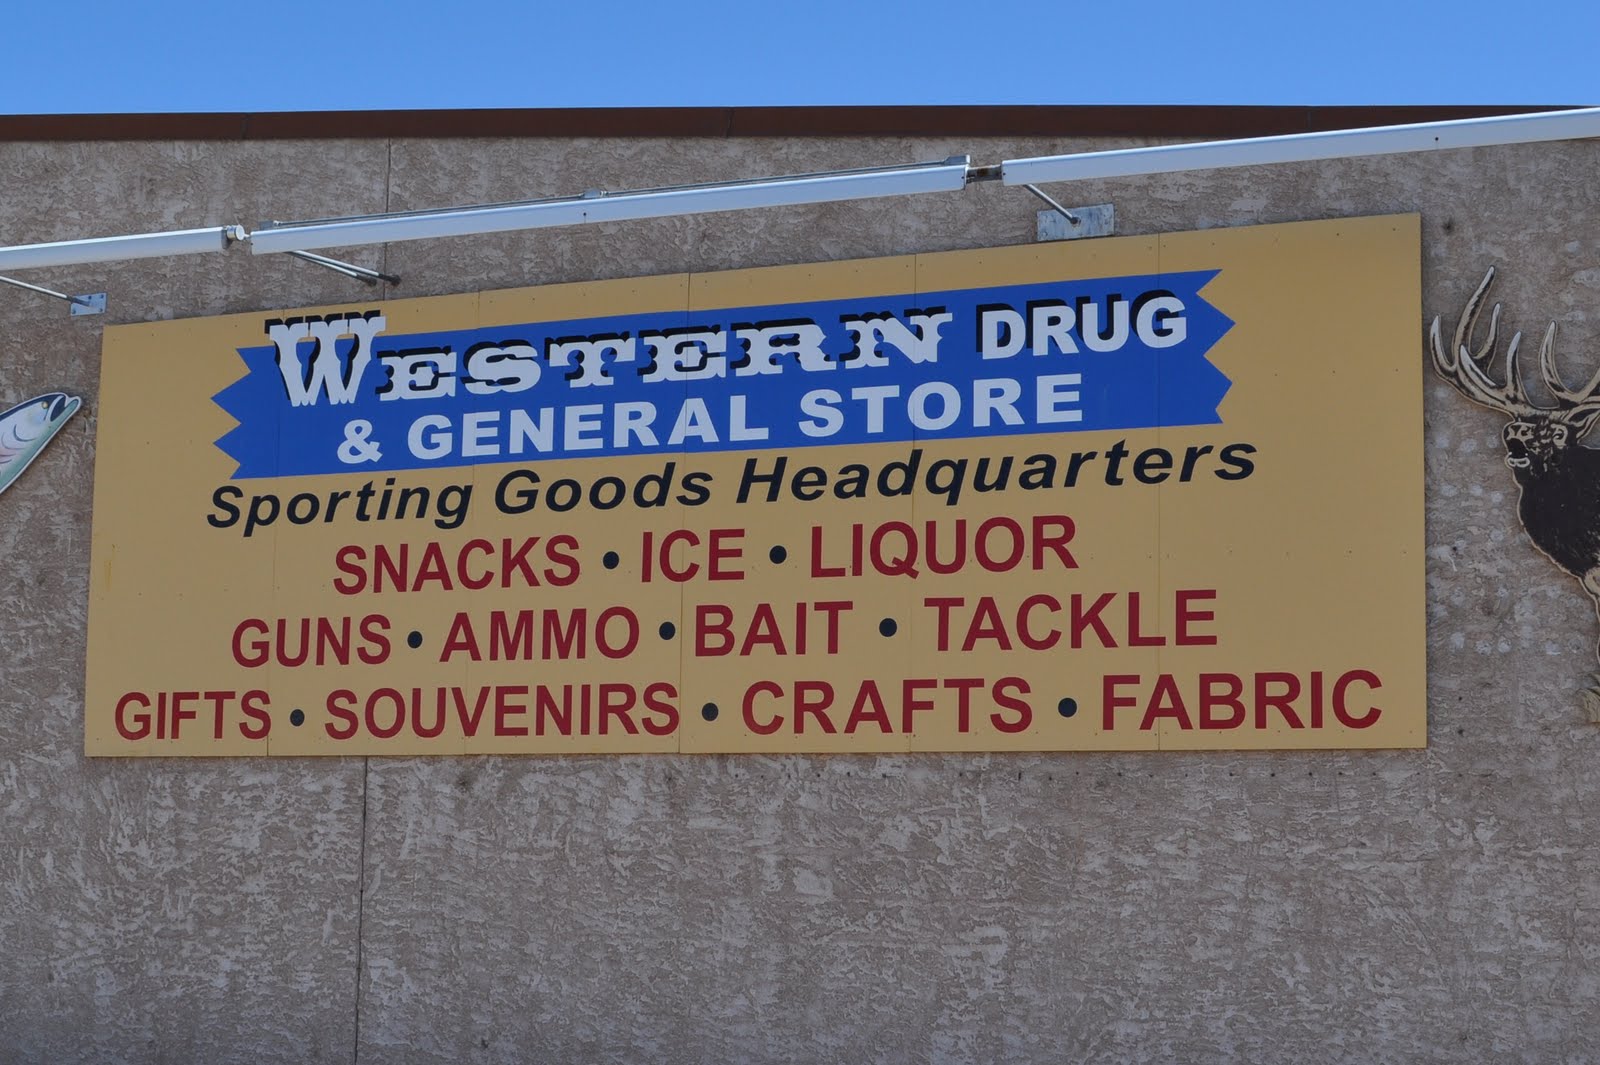 WESTERN DRUG
& GENERAL STORE
Sporting Goods Headquarters
SNACKS • ICE • LIQUOR
GUNS • AMMO • BAIT • TACKLE
GIFTS • SOUVENIRS • CRAFTS • FABRIC